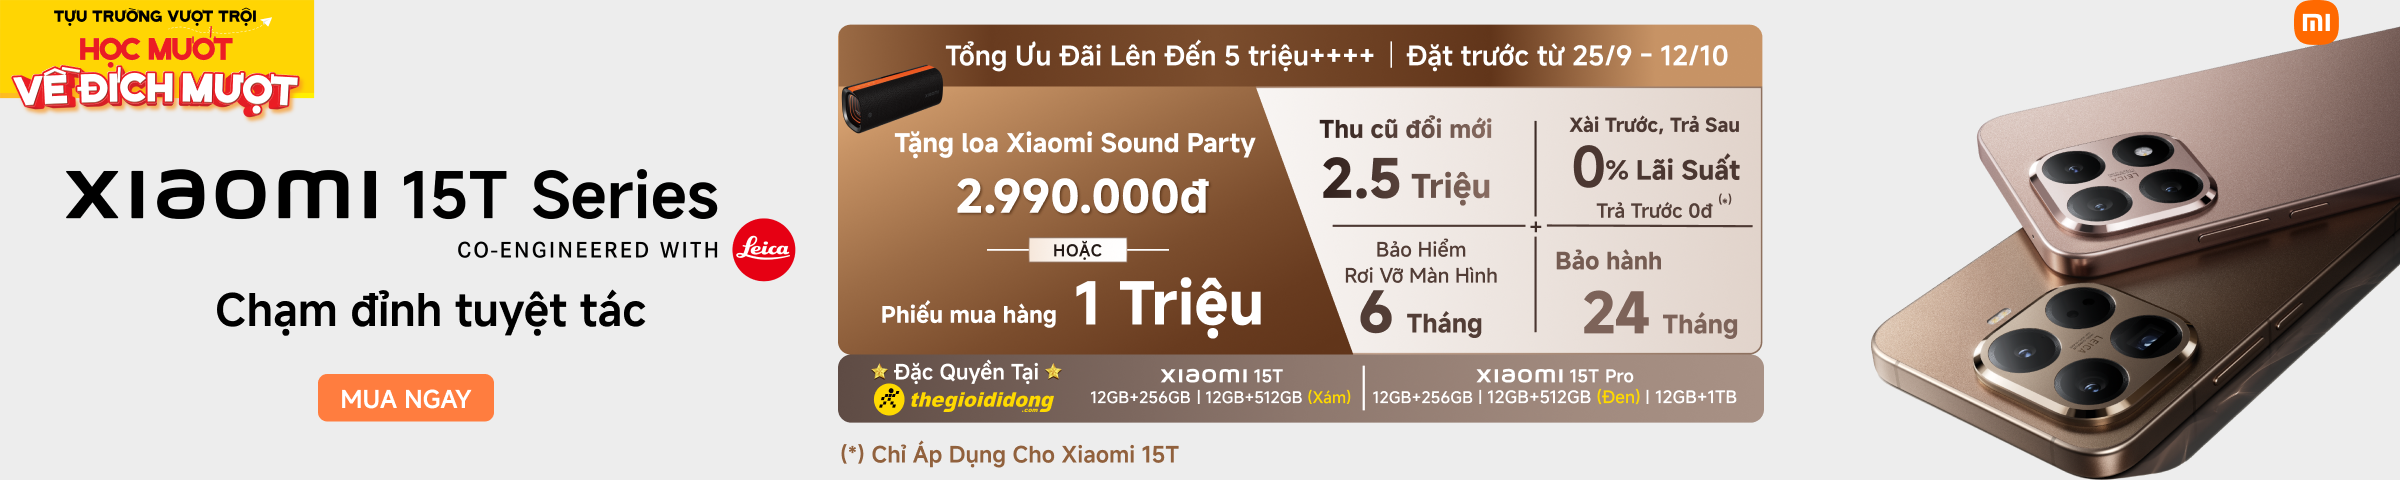 TỰU TRƯỜNG VƯỢT TRỘI
HỌC MƯỚT
VỀ ĐÍCH MƯỢT
xiaomi 15T Series
CO-ENGINEERED WITH Leica
Chạm đỉnh tuyệt tác
MUA NGAY
Tổng Ưu Đãi Lên Đến 5 triệu++++ | Đặt trước từ 25/9 - 12/10
Tặng loa Xiaomi Sound Party
2.990.000đ
HOẶC
Phiếu mua hàng 1 Triệu
Thu cũ đổi mới
2.5 Triệu
Xài Trước, Trả Sau
0% Lãi Suất
Trả Trước 0đ (*)
+
Bảo Hiểm
Rơi Vỡ Màn Hình
6 Tháng
Bảo hành
24 Tháng
Đặc Quyền Tại
thegioididong
.com
xiaomi 15T
12GB+256GB | 12GB+512GB (Xám)
xiaomi 15T Pro
12GB+256GB | 12GB+512GB (Đen) | 12GB+1TB
(*) Chỉ Áp Dụng Cho Xiaomi 15T
mi
LEICA
LEICA